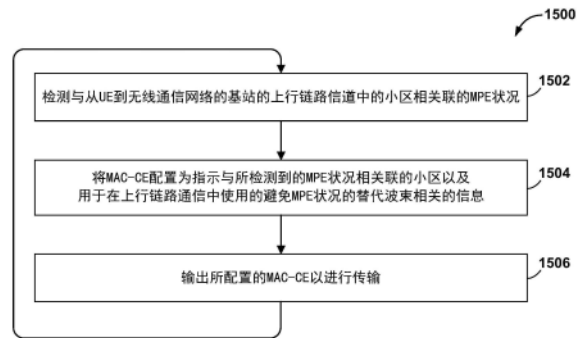 1500
检测与从UE到无线通信网络的基站的上行链路信道中的小区相关联的MPE状况
1502
将MAC-CE配置为指示与所检测到的MPE状况相关联的小区以及
用于在上行链路通信中使用的避免MPE状况的替代波束相关的信息
1504
输出所配置的MAC-CE以进行传输
1506